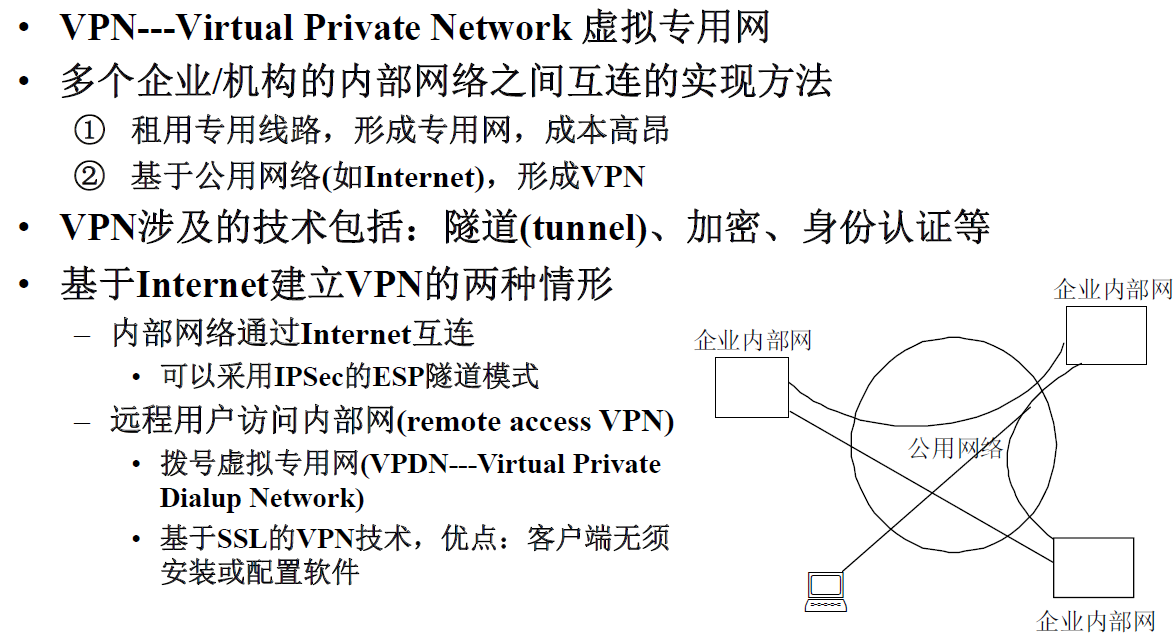 • VPN---Virtual Private Network 虚拟专用网
• 多个企业/机构的内部网络之间互连的实现方法
① 租用专用线路，形成专用网，成本高昂
② 基于公用网络(如Internet)，形成VPN
• VPN涉及的技术包括：隧道(tunnel)、加密、身份认证等
• 基于Internet建立VPN的两种情形
– 内部网络通过Internet互连
• 可以采用IPSec的ESP隧道模式
– 远程用户访问内部网(remote access VPN)
• 拨号虚拟专用网(VPDN---Virtual Private
Dialup Network)
• 基于SSL的VPN技术，优点：客户端无须
安装或配置软件
企业内部网
企业内部网
公用网络
企业内部网